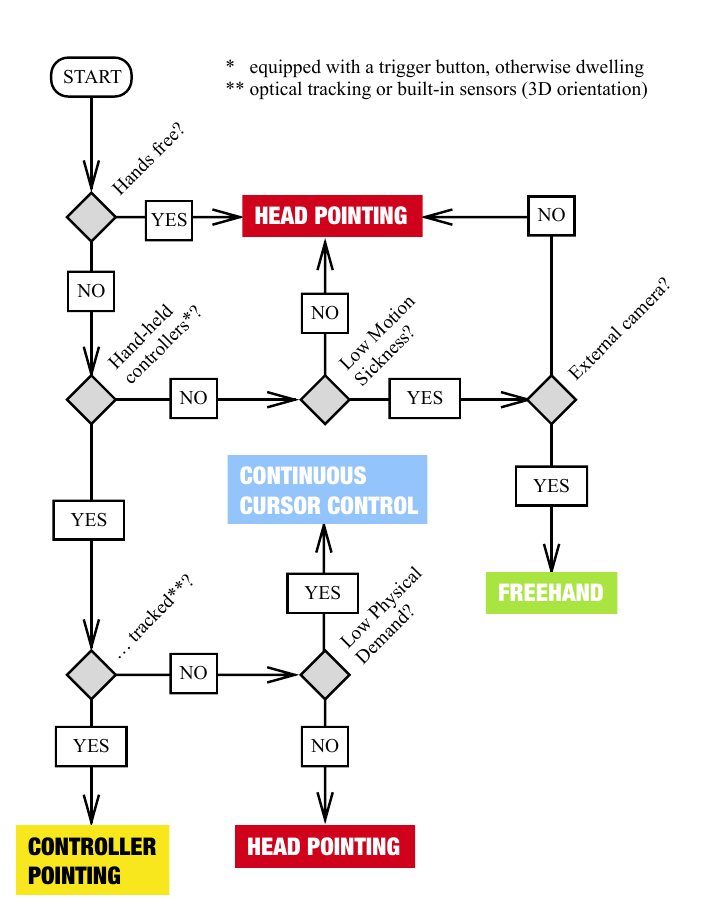 START
* equipped with a trigger button, otherwise dwelling
** optical tracking or built-in sensors (3D orientation)
Hands free?
YES
HEAD POINTING
NO
NO
Hand-held
controllers*?
NO
Low Motion
Sickness?
External camera?
NO
YES
CONTINUOUS
CURSOR CONTROL
YES
YES
FREEHAND
... tracked**?
YES
Low Physical
Demand?
NO
YES
NO
CONTROLLER
POINTING
HEAD POINTING